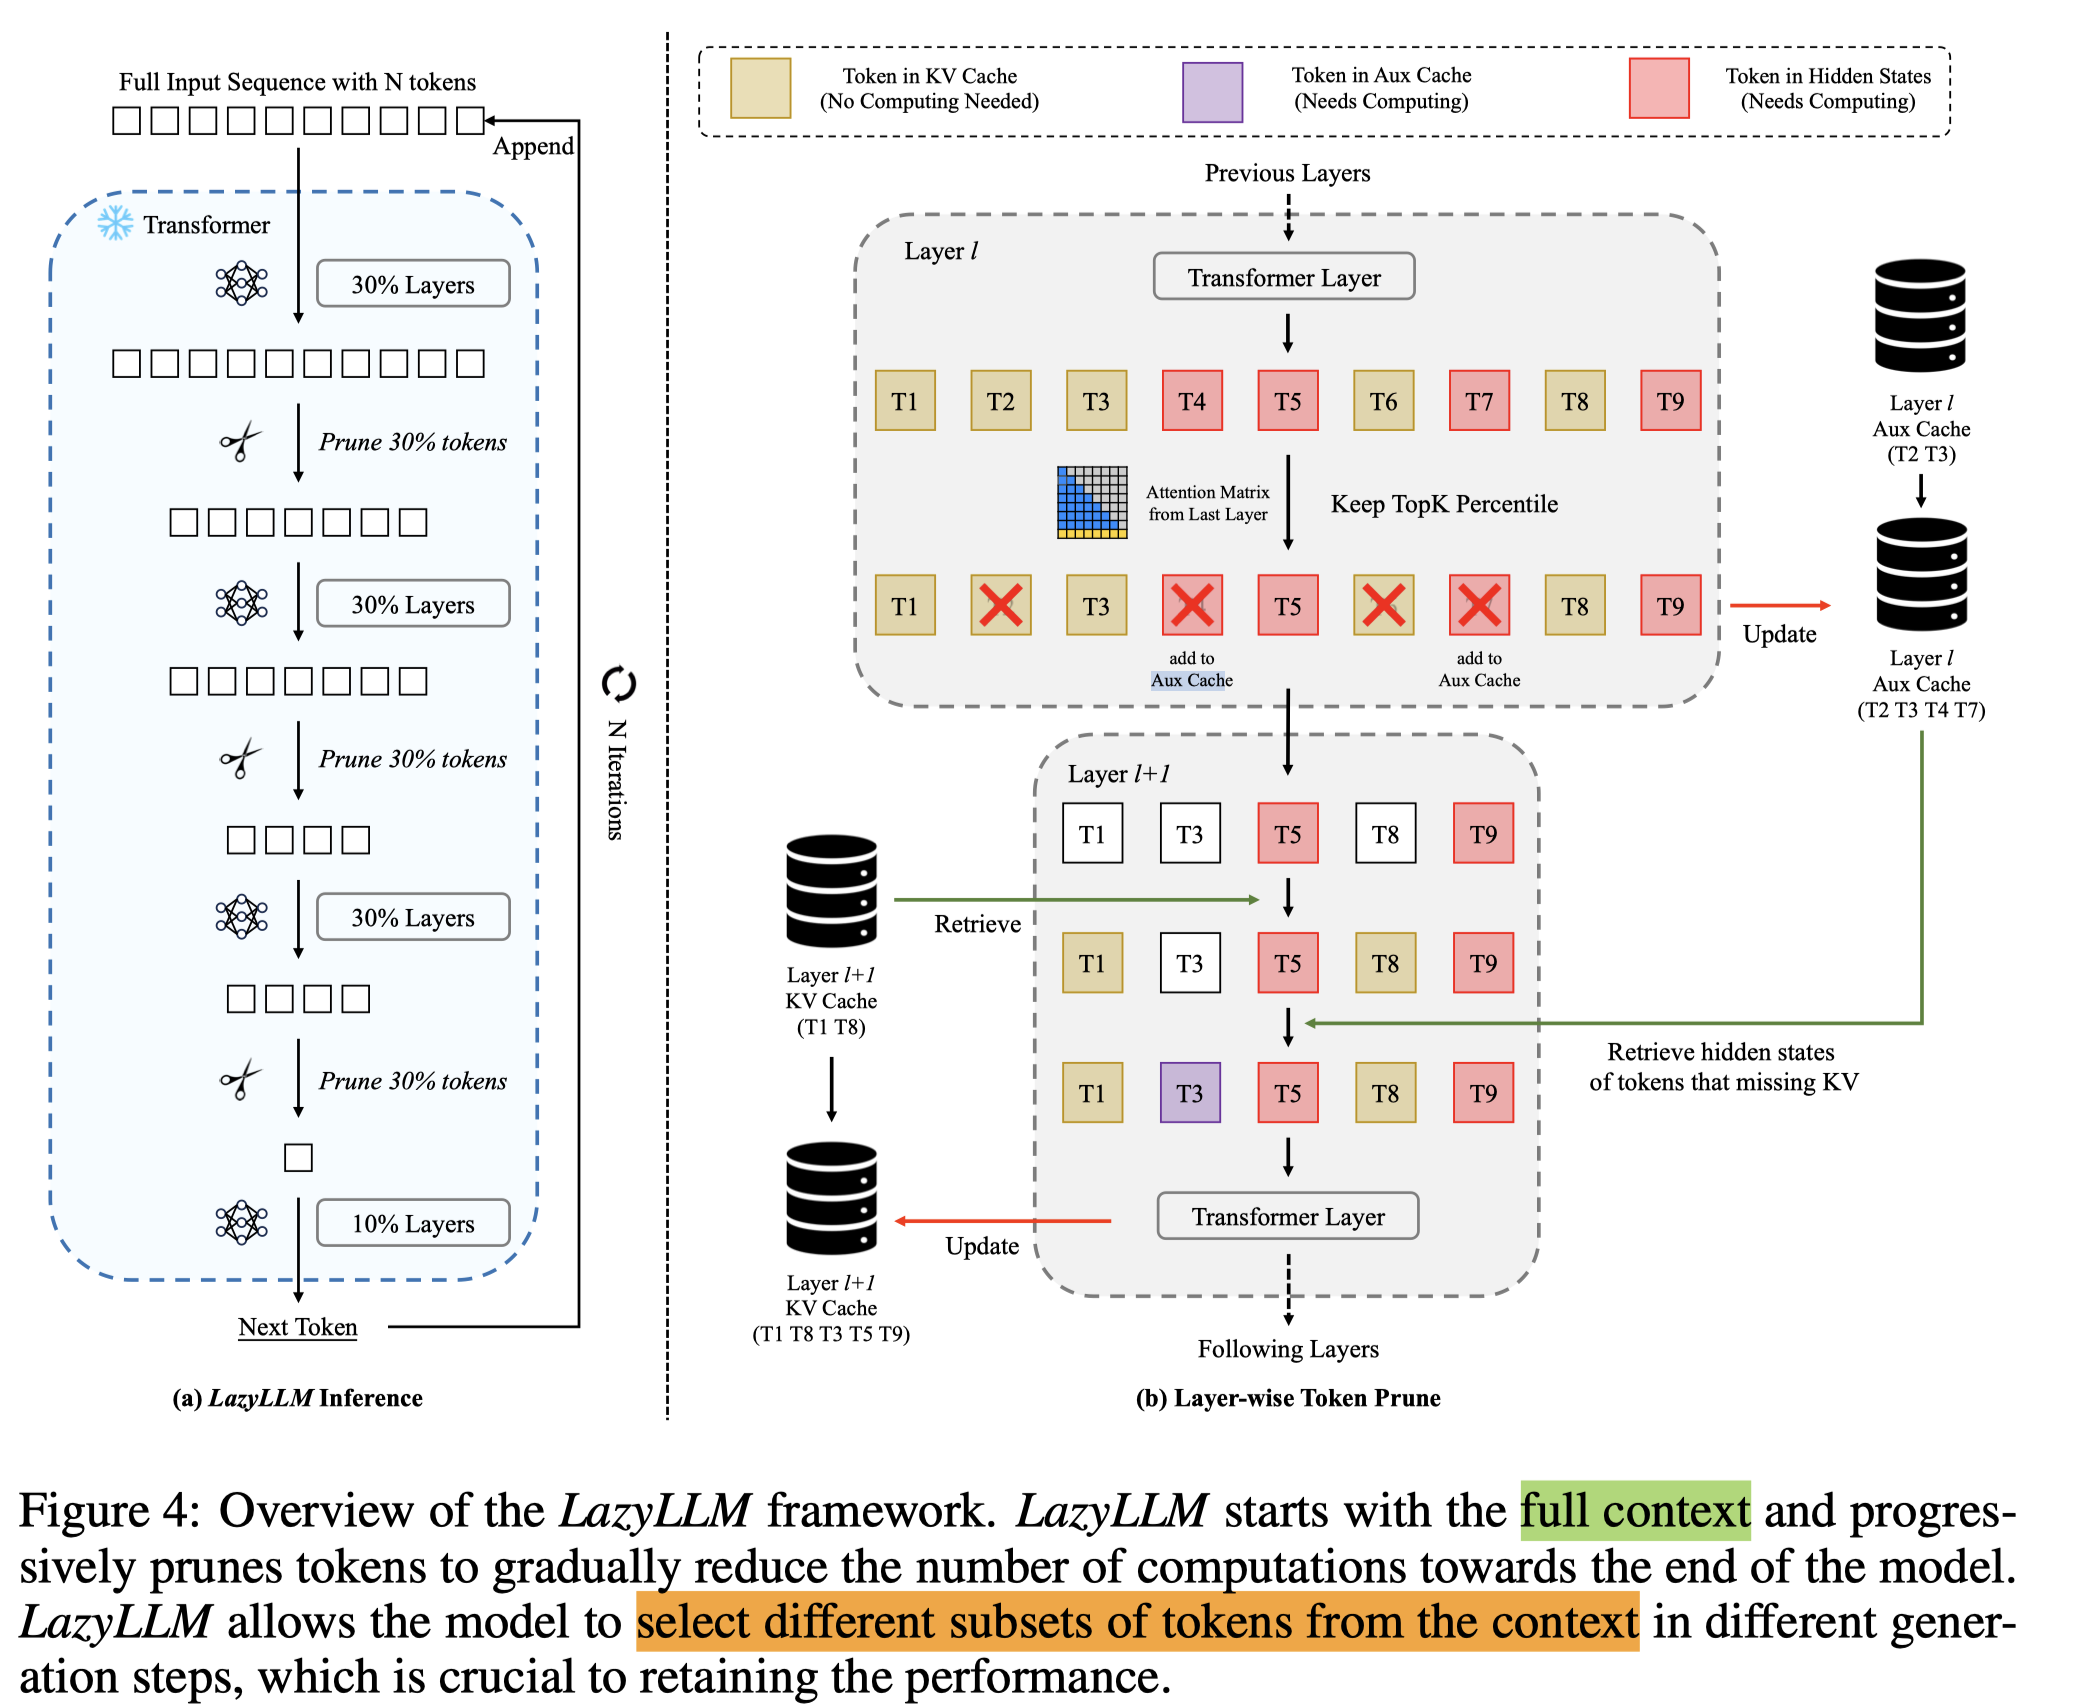 Full Input Sequence with N tokens
Append
Transformer
30% Layers
Prune 30% tokens
30% Layers
Prune 30% tokens
30% Layers
Prune 30% tokens
10% Layers
Next Token
N Iterations
(a) LazyLLM Inference
Token in KV Cache
(No Computing Needed)
Token in Aux Cache
(Needs Computing)
Token in Hidden States
(Needs Computing)
Previous Layers
Layer l
Transformer Layer
T1 T2 T3 T4 T5 T6 T7 T8 T9
Attention Matrix
from Last Layer
Keep TopK Percentile
T1 T3 T5 T8 T9
add to
Aux Cache
add to
Aux Cache
Update
Layer l
Aux Cache
(T2 T3)
Layer l
Aux Cache
(T2 T3 T4 T7)
Layer l+1
T1 T3 T5 T8 T9
Retrieve
Layer l+1
KV Cache
(T1 T8)
T1 T3 T5 T8 T9
Retrieve hidden states
of tokens that missing KV
T1 T3 T5 T8 T9
Transformer Layer
Update
Layer l+1
KV Cache
(T1 T8 T3 T5 T9)
Following Layers
(b) Layer-wise Token Prune
Figure 4: Overview of the LazyLLM framework. LazyLLM starts with the full context and progres-
sively prunes tokens to gradually reduce the number of computations towards the end of the model.
LazyLLM allows the model to select different subsets of tokens from the context in different gener-
ation steps, which is crucial to retaining the performance.